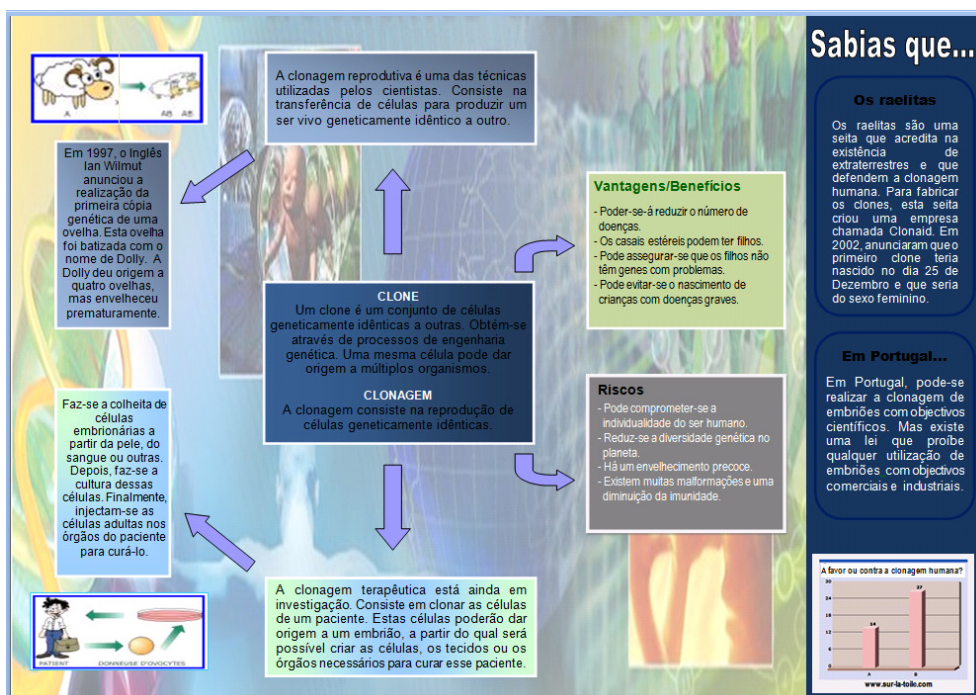 A clonagem reprodutiva é uma das técnicas
utilizadas pelos cientistas. Consiste na
transferência de células para produzir um
ser vivo geneticamente idêntico a outro.
A
AB AB
Em 1997, o Inglês
Ian Wilmut
anunciou a
realização da
primeira cópia
genética de uma
ovelha. Esta ovelha
foi batizada com o
nome de Dolly. A
Dolly deu origem a
quatro ovelhas,
mas envelheceu
prematuramente.
CLONE
Um clone é um conjunto de células
geneticamente idênticas a outras. Obtém-se
através de processos de engenharia
genética. Uma mesma célula pode dar
origem a múltiplos organismos.
CLONAGEM
A clonagem consiste na reprodução de
células geneticamente idênticas.
Vantagens/Benefícios
- Poder-se-á reduzir o número de
doenças.
- Os casais estéreis podem ter filhos.
- Pode assegurar-se que os filhos não
têm genes com problemas.
- Pode evitar-se o nascimento de
crianças com doenças graves.
Riscos
- Pode comprometer-se a
individualidade do ser humano.
- Reduz-se a diversidade genética no
planeta.
- Há um envelhecimento precoce.
- Existem muitas malformações e uma
diminuição da imunidade.
Faz-se a colheita de
células
embrionárias a
partir da pele, do
sangue ou outras.
Depois, faz-se a
cultura dessas
células. Finalmente,
injectam-se as
células adultas nos
órgãos do paciente
para curá-lo.
A clonagem terapêutica está ainda em
investigação. Consiste em clonar as células
de um paciente. Estas células poderão dar
origem a um embrião, a partir do qual será
possível criar as células, os tecidos ou os
órgãos necessários para curar esse paciente.
PATIENT
DONNEUSE D'OVOCYTES
Sabias que...
Os raelitas
Os raelitas são uma
seita que acredita na
existência de
extraterrestres e que
defendem a clonagem
humana. Para fabricar
os clones, esta seita
criou uma empresa
chamada Clonaid. Em
2002, anunciaram que o
primeiro clone teria
nascido no dia 25 de
Dezembro e que seria
do sexo feminino.
Em Portugal...
Em Portugal, pode-se
realizar a clonagem de
embriões com objectivos
científicos. Mas existe
uma lei que proíbe
qualquer utilização de
embriões com objectivos
comerciais e industriais.
A favor ou contra a clonagem humana?
30
24
18
12
6
0
14
27
A
B
www.sur-la-toile.com